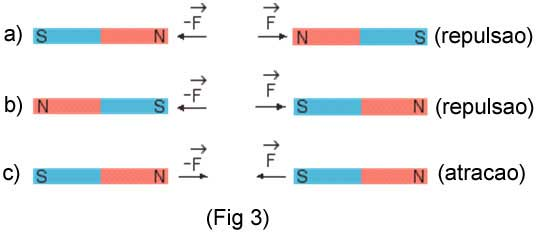 a) S N -F F N S (repulsao)
b) N S -F F S N (repulsao)
c) S N -F F S N (atracao)
(Fig 3)